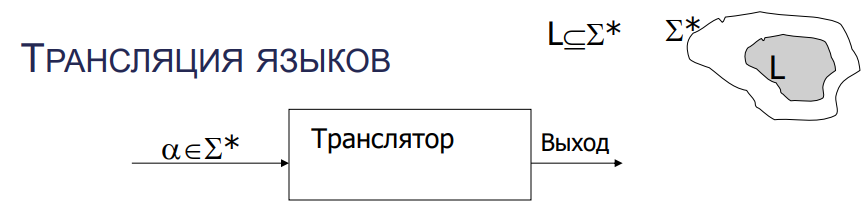 L⊆Σ*
Σ*
L
ТРАНСЛЯЦИЯ ЯЗЫКОВ
α∈Σ*
Транслятор
Выход